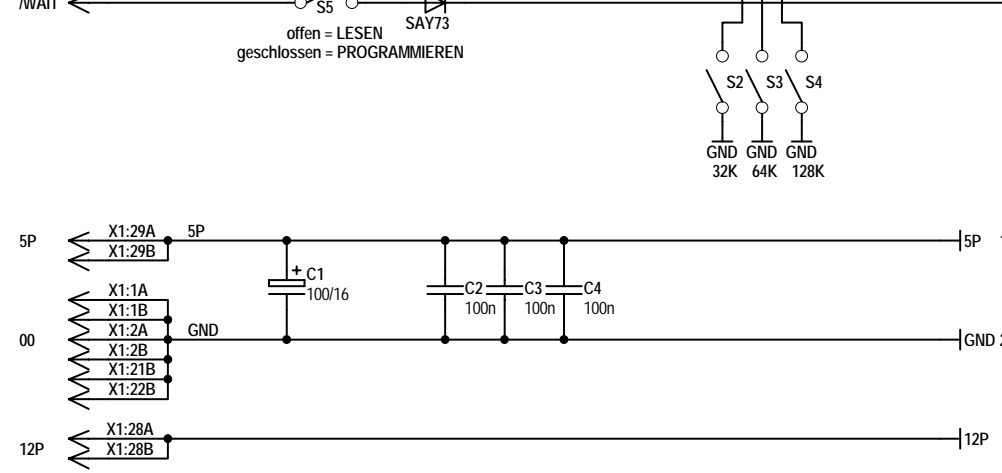 /WAIT
S5
SAY73
offen = LESEN
geschlossen = PROGRAMMIEREN
S2 S3 S4
GND GND GND
32K 64K 128K
5P X1:29A 5P 5P
X1:29B
C1
100/16
C2 C3 C4
100n 100n 100n
X1:1A
X1:1B
00 X1:2A GND GND
X1:2B
X1:21B
X1:22B
12P X1:28A 12P
X1:28B